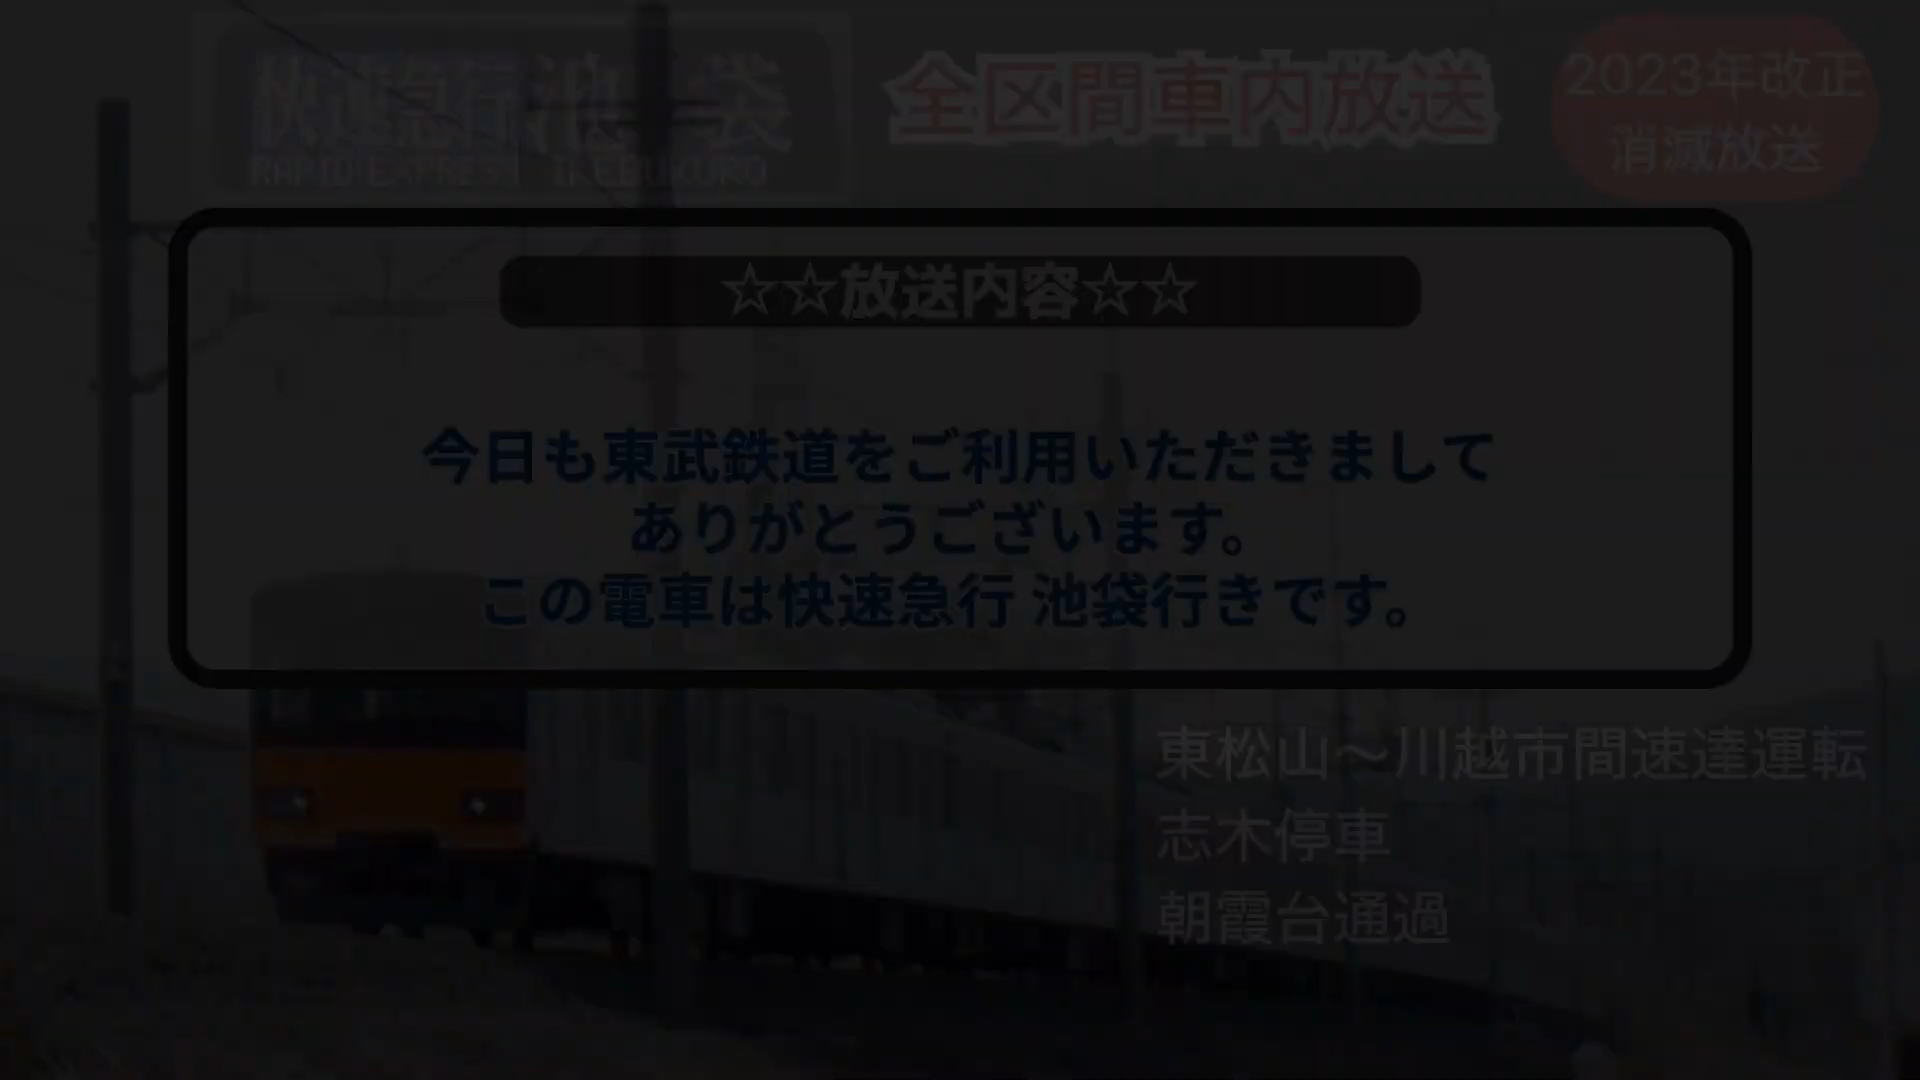 快速急行 池袋
RAPID EXPRESS IKEBUKURO
全区間車内放送
2023年改正
消滅放送
☆☆放送内容☆☆
今日も東武鉄道をご利用いただきまして
ありがとうございます。
この電車は快速急行 池袋行きです。
東松山～川越市間速達運転
志木停車
朝霞台通過